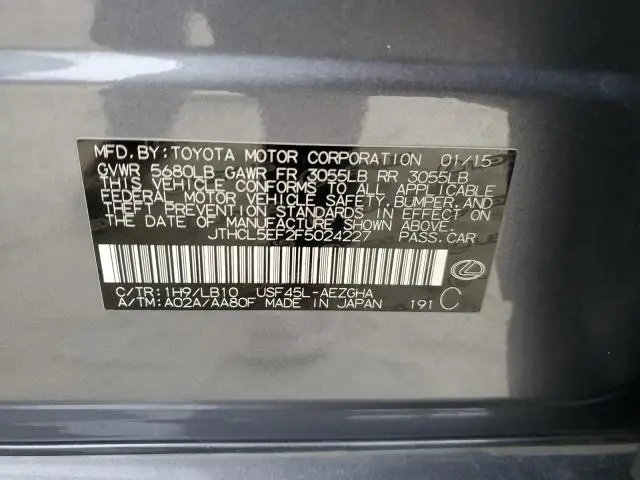 MFD. BY: TOYOTA MOTOR CORPORATION 01/15
GVWR 5680LB GAWR FR 3055LB RR 3055LB
THIS VEHICLE CONFORMS TO ALL APPLICABLE
FEDERAL MOTOR VEHICLE SAFETY, BUMPER, AND
THEFT PREVENTION STANDARDS IN EFFECT ON
THE DATE OF MANUFACTURE SHOWN ABOVE.
JTHCL5EF2F5024227 PASS. CAR
C/TR: 1H9/LB10 USF45L-AEZGHA
A/TM: A02A/AA80F MADE IN JAPAN 191 C